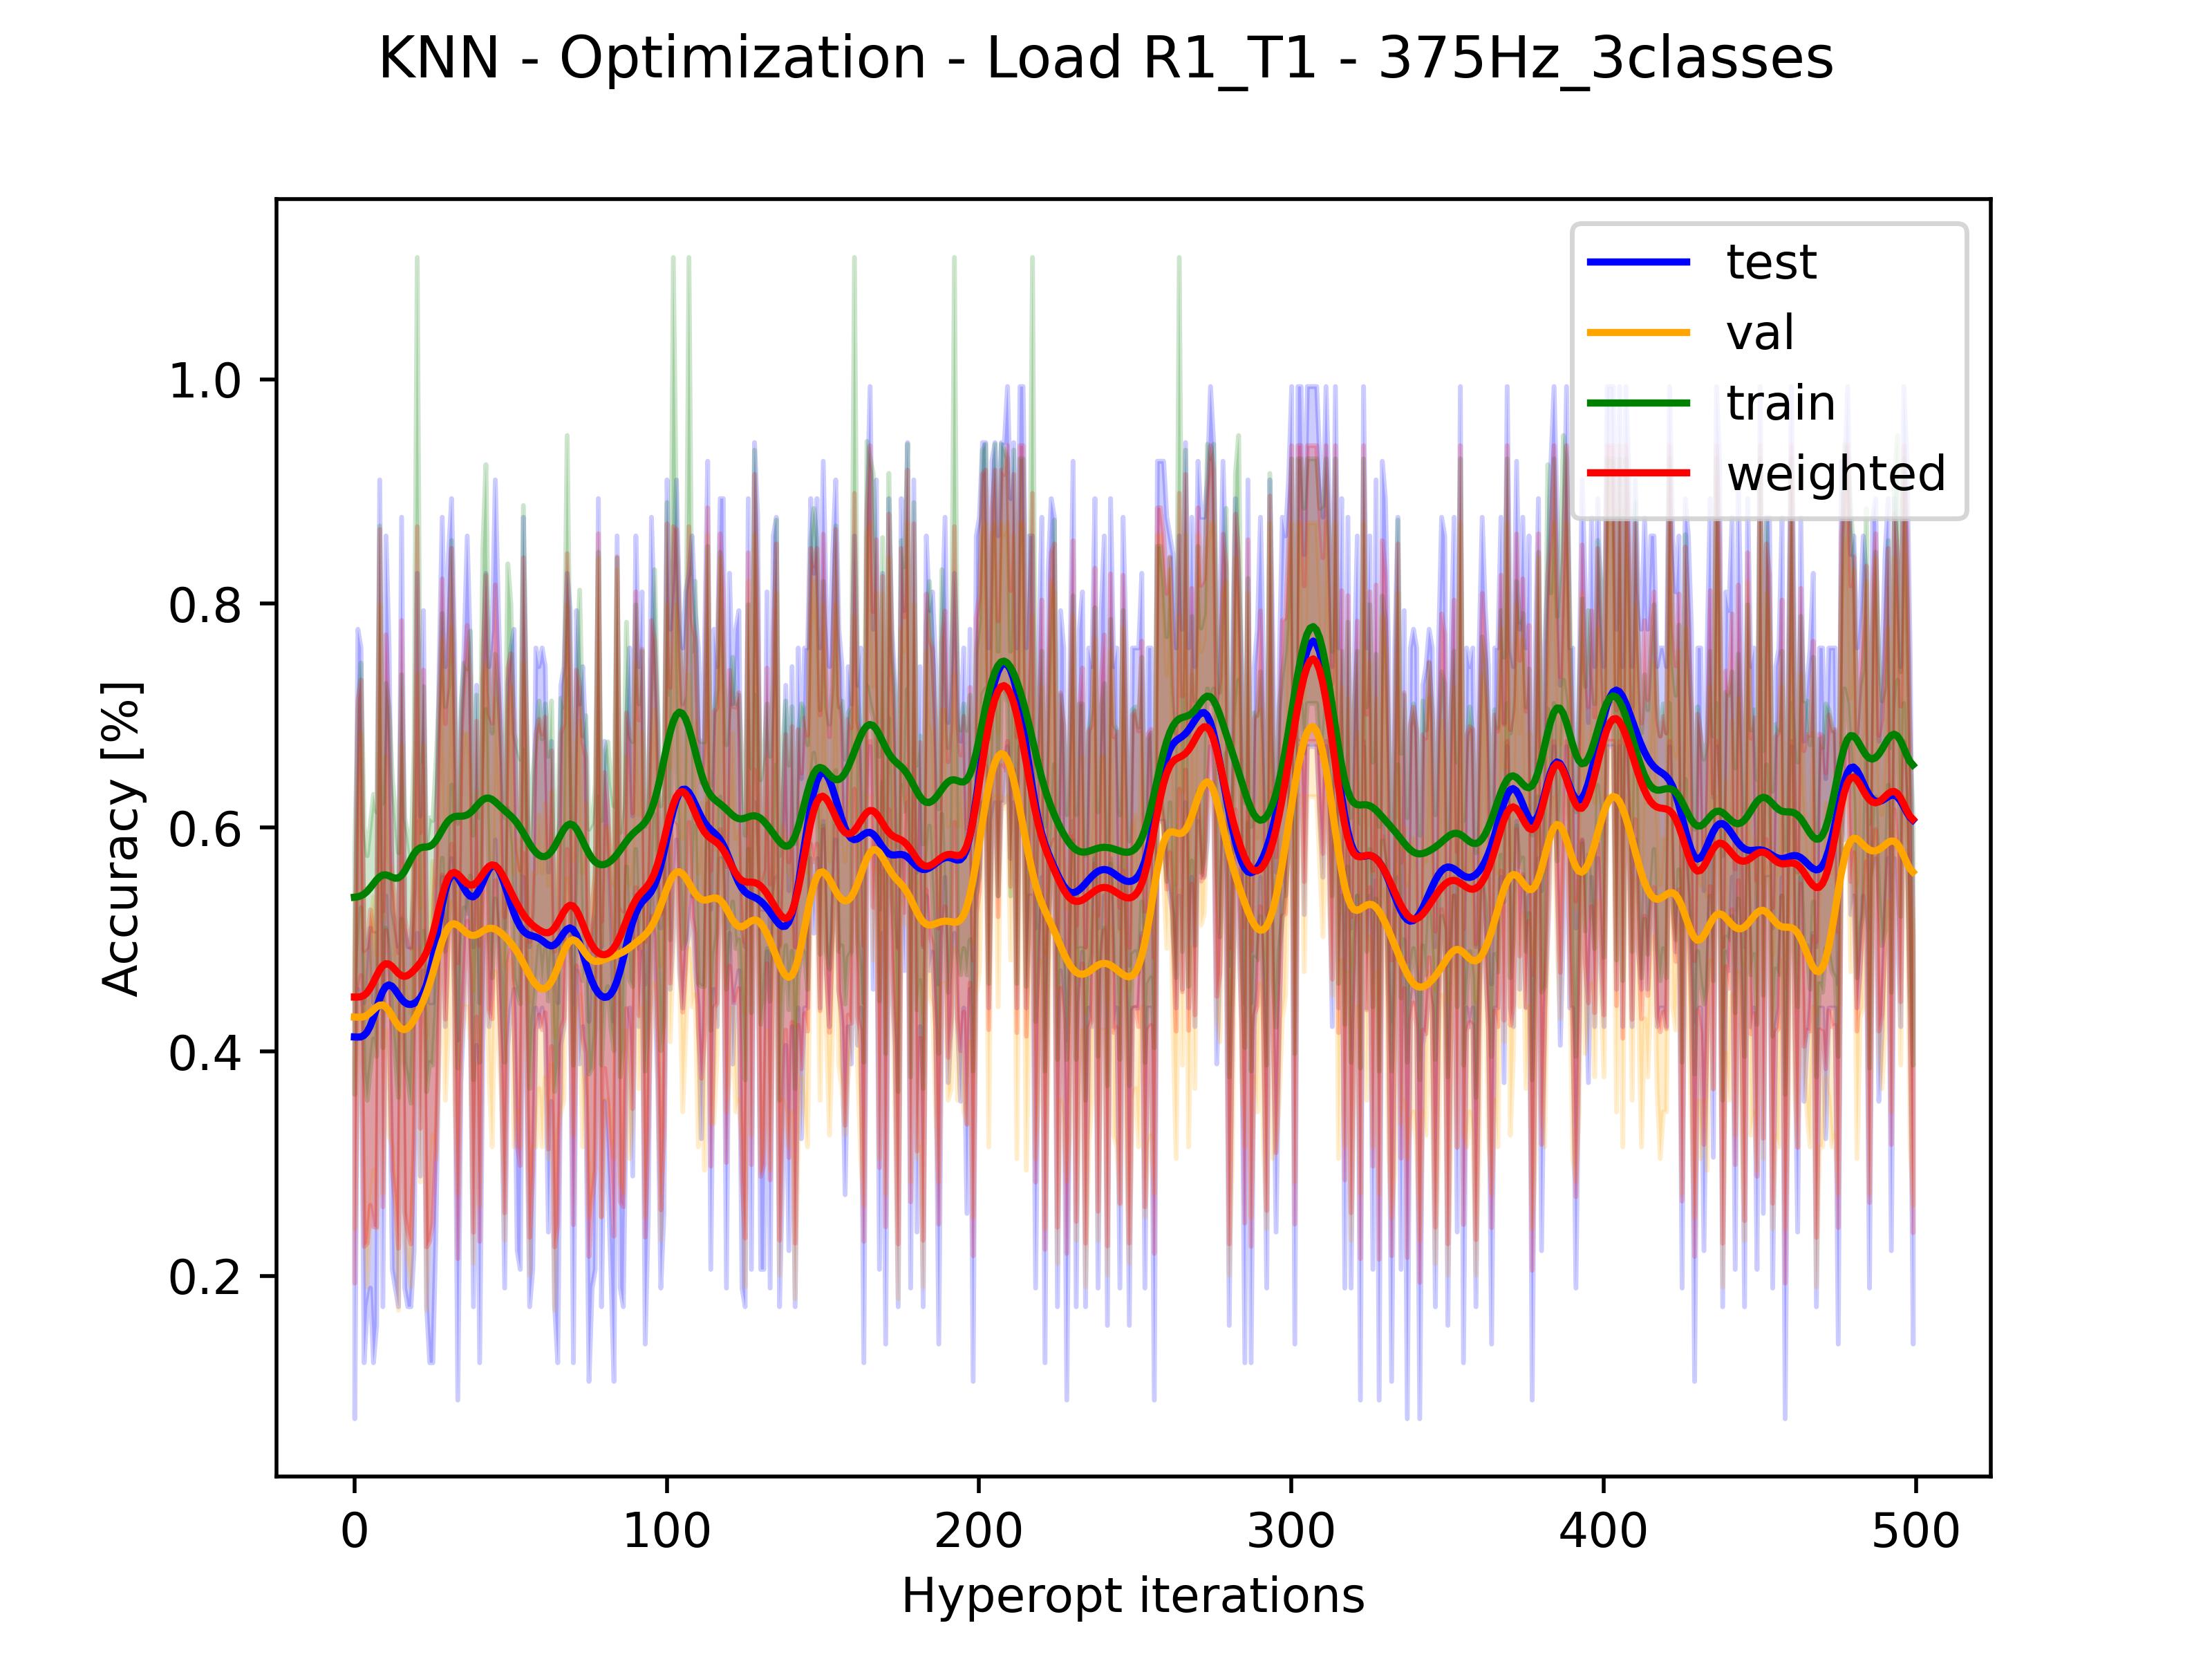 KNN - Optimization - Load R1_T1 - 375Hz_3classes
test
val
train
weighted
1.0
0.8
0.6
0.4
0.2
Accuracy [%]
0 100 200 300 400 500
Hyperopt iterations